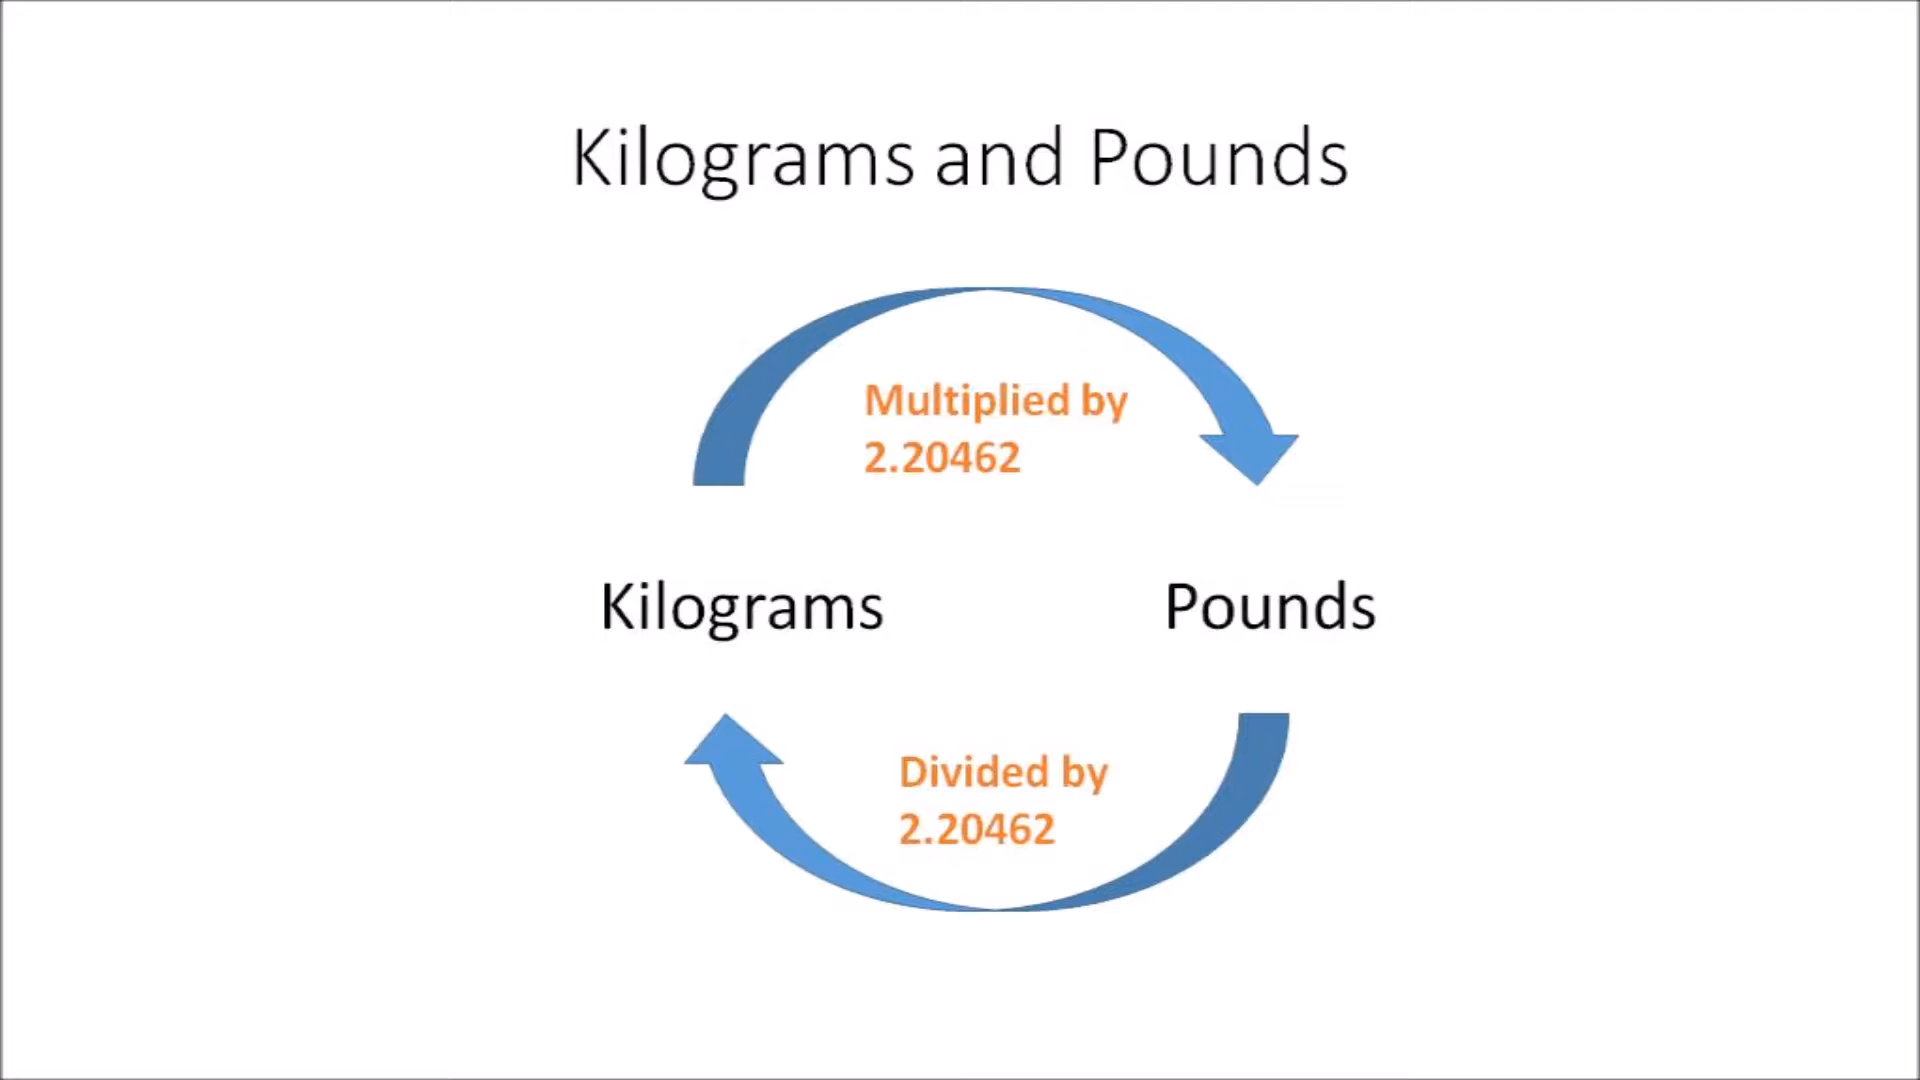 Kilograms and Pounds
Multiplied by
2.20462
Kilograms
Pounds
Divided by
2.20462